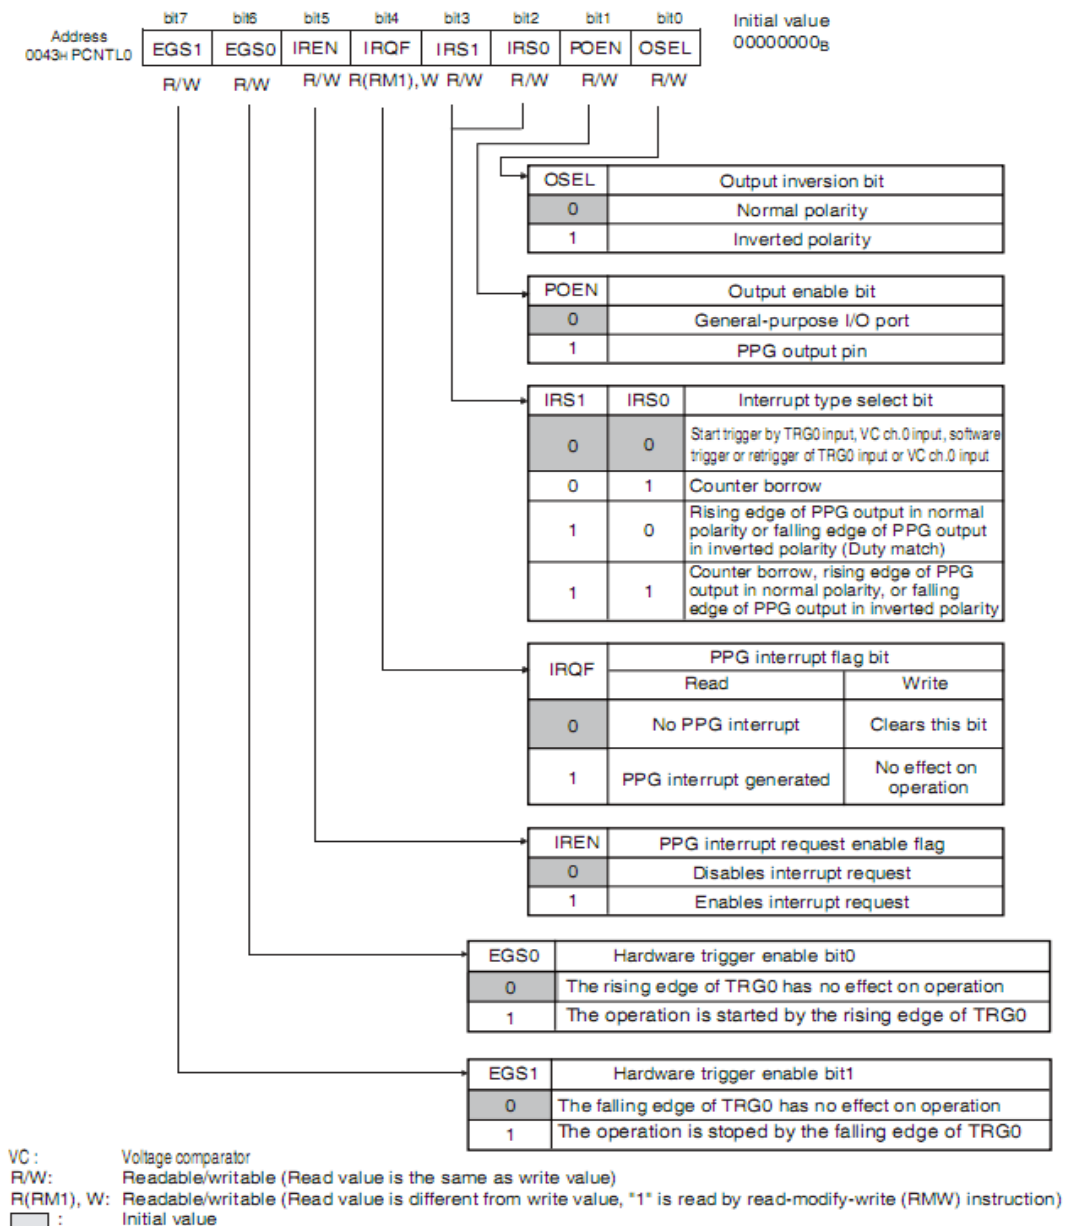 bit7 bit6 bit5 bit4 bit3 bit2 bit1 bit0 Initial value
Address
0043H PCNTL0 EGS1 EGS0 IREN IRQF IRS1 IRS0 POEN OSEL 00000000B
R/W R/W R/W R(RM1),W R/W R/W R/W R/W
OSEL Output inversion bit
0 Normal polarity
1 Inverted polarity
POEN Output enable bit
0 General-purpose I/O port
1 PPG output pin
IRS1 IRS0 Interrupt type select bit
0 0 Start trigger by TRG0 input, VC ch.0 input, software
trigger or retrigger of TRG0 input or VC ch.0 input
0 1 Counter borrow
1 0 Rising edge of PPG output in normal
polarity or falling edge of PPG output
in inverted polarity (Duty match)
1 1 Counter borrow, rising edge of PPG
output in normal polarity, or falling
edge of PPG output in inverted polarity
IRQF PPG interrupt flag bit
Read Write
0 No PPG interrupt Clears this bit
1 PPG interrupt generated No effect on
operation
IREN PPG interrupt request enable flag
0 Disables interrupt request
1 Enables interrupt request
EGS0 Hardware trigger enable bit0
0 The rising edge of TRG0 has no effect on operation
1 The operation is started by the rising edge of TRG0
EGS1 Hardware trigger enable bit1
0 The falling edge of TRG0 has no effect on operation
1 The operation is stoped by the falling edge of TRG0
VC : Voltage comparator
R/W: Readable/writable (Read value is the same as write value)
R(RM1), W: Readable/writable (Read value is different from write value, "1" is read by read-modify-write (RMW) instruction)
: Initial value